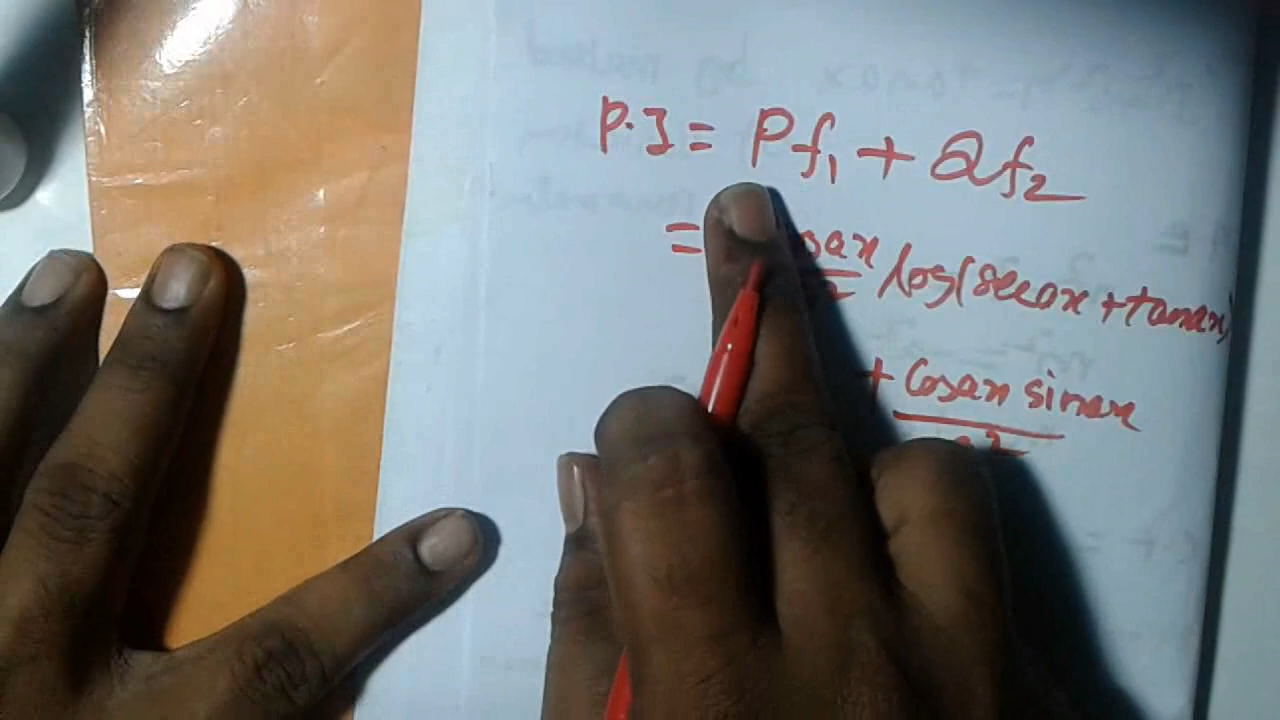 P.I = Pf₁ + Qf₂
= log(secax + tanax)
+ cosax sinax